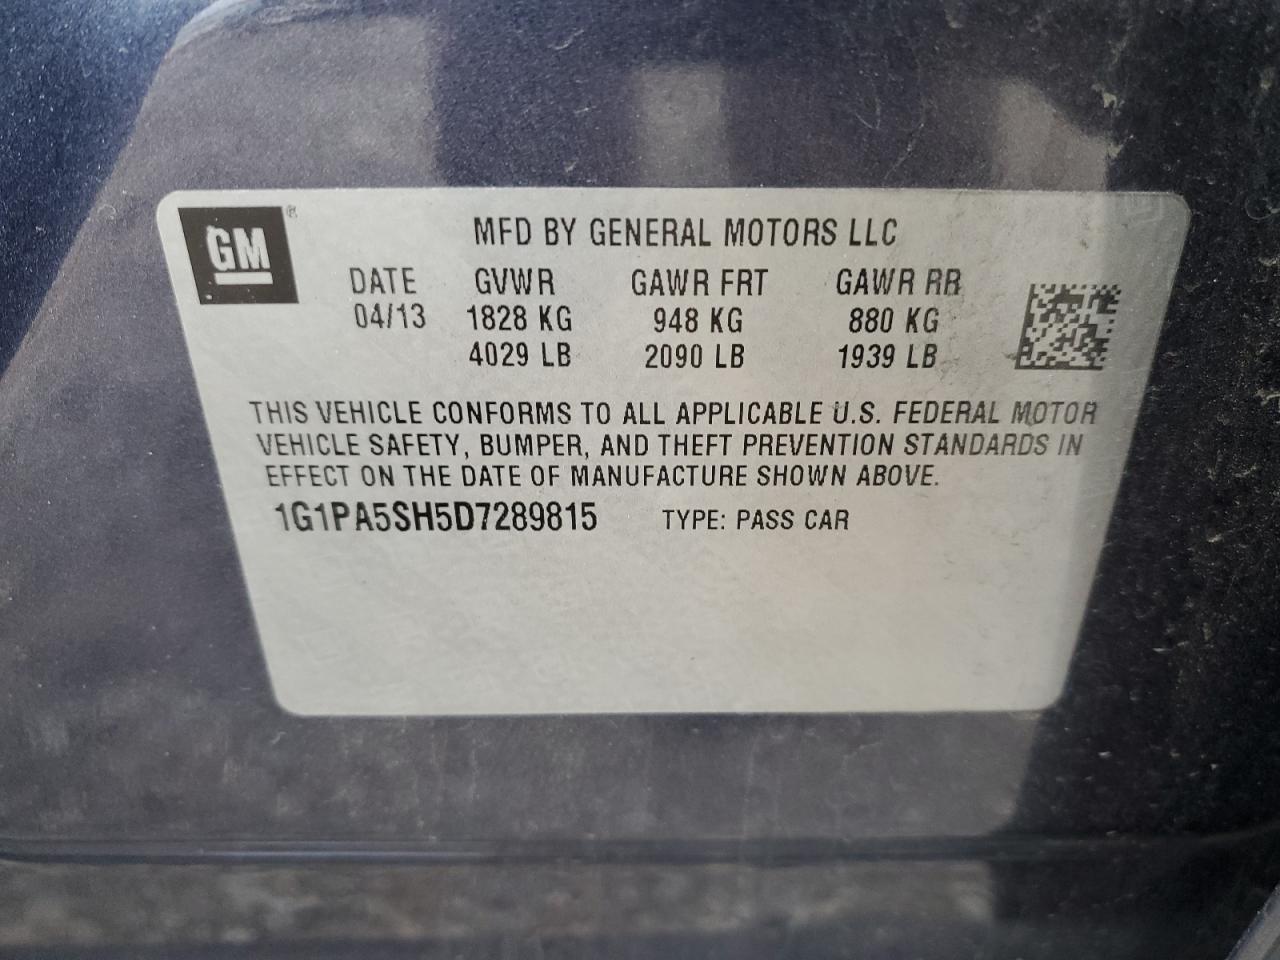 GM®
MFD BY GENERAL MOTORS LLC
DATE GVWR GAWR FRT GAWR RR
04/13 1828 KG 948 KG 880 KG
4029 LB 2090 LB 1939 LB
THIS VEHICLE CONFORMS TO ALL APPLICABLE U.S. FEDERAL MOTOR
VEHICLE SAFETY, BUMPER, AND THEFT PREVENTION STANDARDS IN
EFFECT ON THE DATE OF MANUFACTURE SHOWN ABOVE.
1G1PA5SH5D7289815 TYPE: PASS CAR